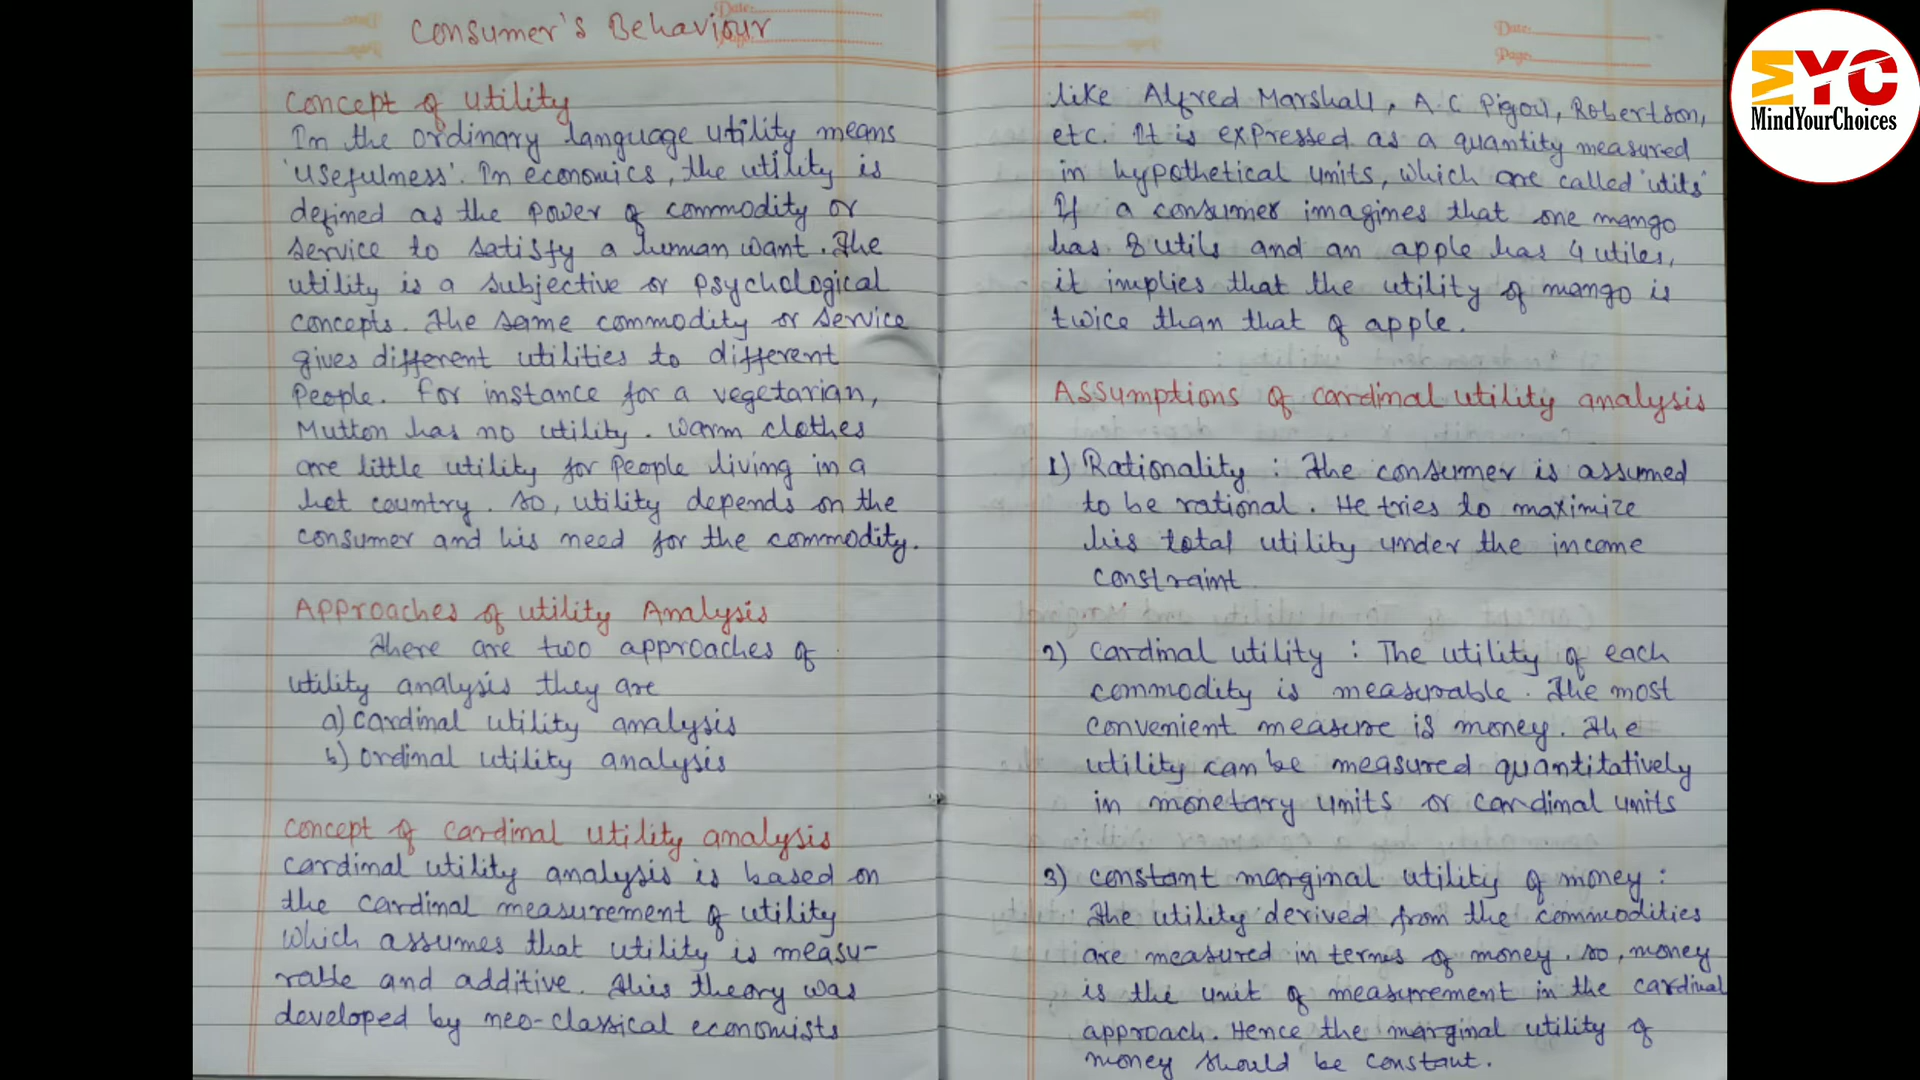 Consumer's Behaviour
Date:
Page:
Concept of utility
In the ordinary language utility means
'usefulness'. In economics, the utility is
defined as the power of commodity or
service to satisfy a human want. The
utility is a subjective or psychological
concepts. The same commodity or service
gives different utilities to different
people. For instance for a vegetarian,
Mutton has no utility. Warm clothes
are little utility for people living in a
hot country. So, utility depends on the
consumer and his need for the commodity.
Approaches of utility Analysis
There are two approaches of
utility analysis they are
a) cardinal utility analysis
b) ordinal utility analysis
Concept of cardinal utility analysis
cardinal utility analysis is based on
the cardinal measurement of utility
which assumes that utility is measu-
rable and additive. This theory was
developed by neo-classical economists
Date:
Page:
like Alfred Marshall, A.C Pigou, Robertson,
etc. It is expressed as a quantity measured
in hypothetical units, which are called 'utils'
If a consumer imagines that one mango
has 8 utils and an apple has 4 utiles,
it implies that the utility of mango is
twice than that of apple.
Assumptions of cardinal utility analysis
1) Rationality : The consumer is assumed
to be rational. He tries to maximize
his total utility under the income
constraint.
2) cardinal utility : The utility of each
commodity is measurable. The most
convenient measure is money. The
utility can be measured quantitatively
in monetary units or cardinal units
3) constant marginal utility of money :
The utility derived from the commodities
are measured in terms of money. So, money
is the unit of measurement in the cardinal
approach. Hence the marginal utility of
money should be constant.
MYC
MindYourChoices